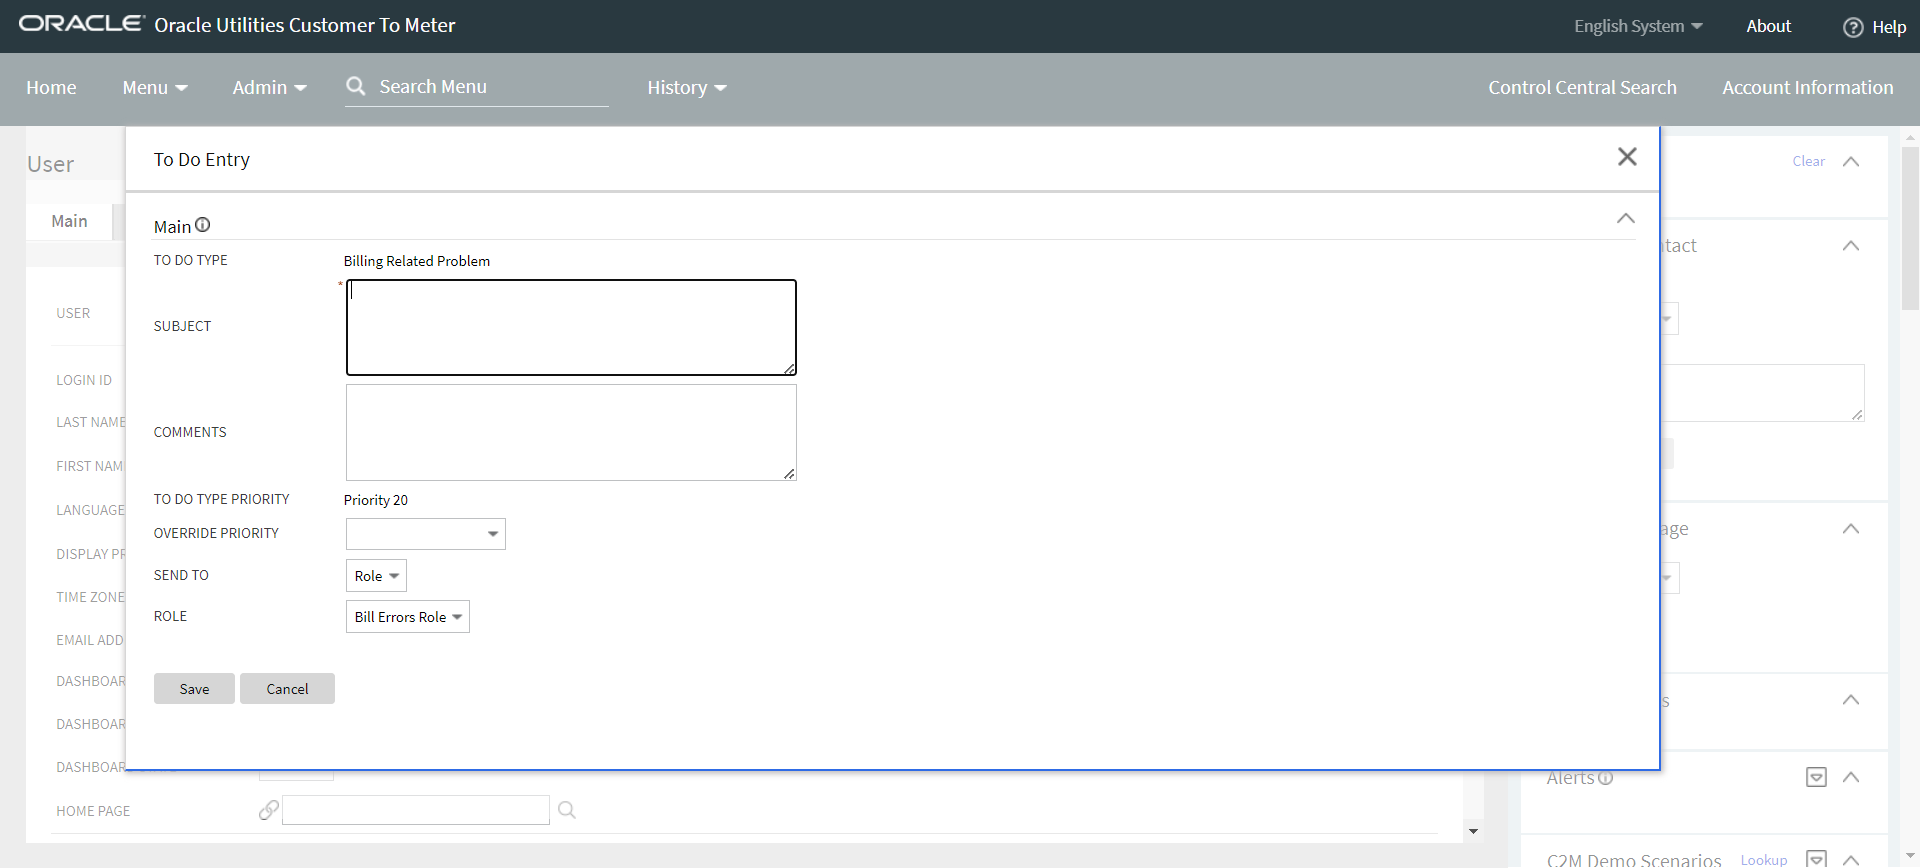 ORACLE Oracle Utilities Customer To Meter English System About Help
Home Menu Admin Search Menu History Control Central Search Account Information
User
Main
USER
LOGIN ID
LAST NAME
FIRST NAM
LANGUAGE
DISPLAY PR
TIME ZONE
EMAIL ADD
DASHBOAR
DASHBOAR
DASHBOAR
HOME PAGE
To Do Entry
Main
TO DO TYPE Billing Related Problem
* SUBJECT
COMMENTS
TO DO TYPE PRIORITY Priority 20
OVERRIDE PRIORITY
SEND TO Role
ROLE Bill Errors Role
Save Cancel
Clear
ntact
age
s
Alerts
C2M Demo Scenarios Lookup